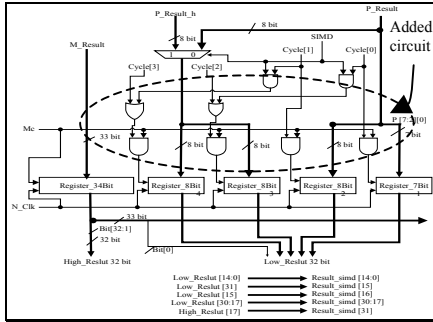 P_Result_h
P_Result
8 bit
8 bit
SIMD
Added
circuit
M_Result
1 0
Cycle[1]
Cycle[0]
8 bit
Cycle[3]
Cycle[2]
Mc
33 bit
8 bit
8 bit
8 bit
Register_34Bit
Register_8Bit
4
Register_8Bit
3
Register_8Bit
2
Register_7Bit
1
N_Clk
33 bit
Bit[32:1]
32 bit
Bit[0]
High_Reslut 32 bit
Low_Reslut 32 bit
Low_Reslut [14:0] Result_simd [14:0]
Low_Reslut [31] Result_simd [15]
Low_Reslut [15] Result_simd [16]
Low_Reslut [30:17] Result_simd [30:17]
High_Reslut [17] Result_simd [31]